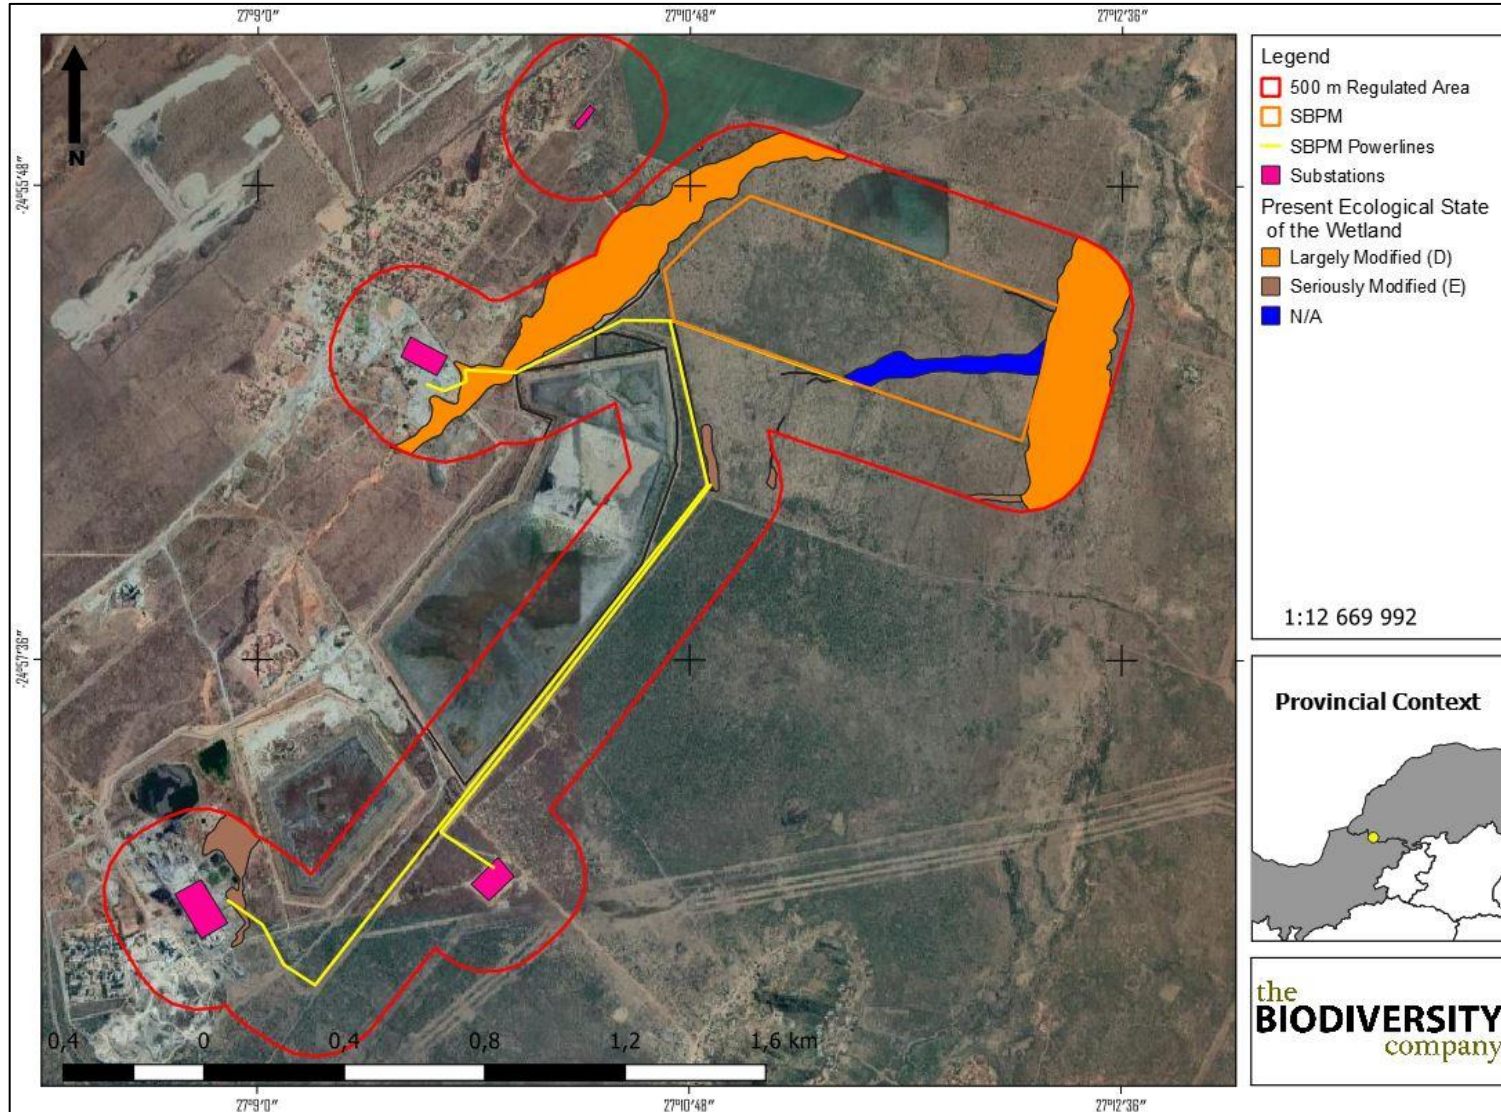 27°9′0″ 27°10′48″ 27°12′36″
-24°55′48″
-24°57′36″
N
0,4 0 0,4 0,8 1,2 1,6 km
27°9′0″ 27°10′48″ 27°12′36″
Legend
500 m Regulated Area
SBPM
SBPM Powerlines
Substations
Present Ecological State
of the Wetland
Largely Modified (D)
Seriously Modified (E)
N/A
1:12 669 992
Provincial Context
the
BIODIVERSITY
company